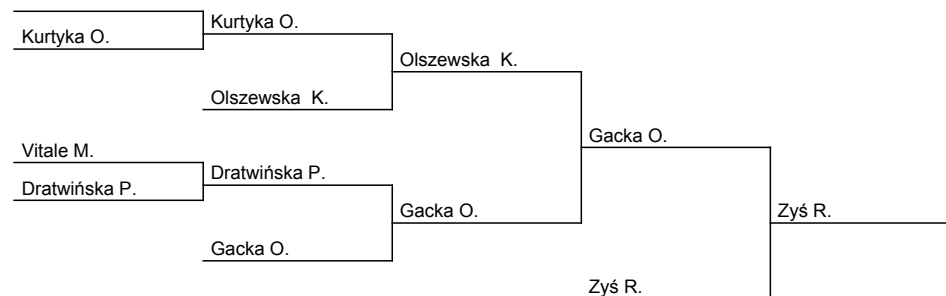 Kurtyka O.
Kurtyka O.
Olszewska  K.
Olszewska  K.
Gacka O.
Vitale M.
Dratwińska P.
Dratwińska P.
Gacka O.
Zyś R.
Gacka O.
Zyś R.